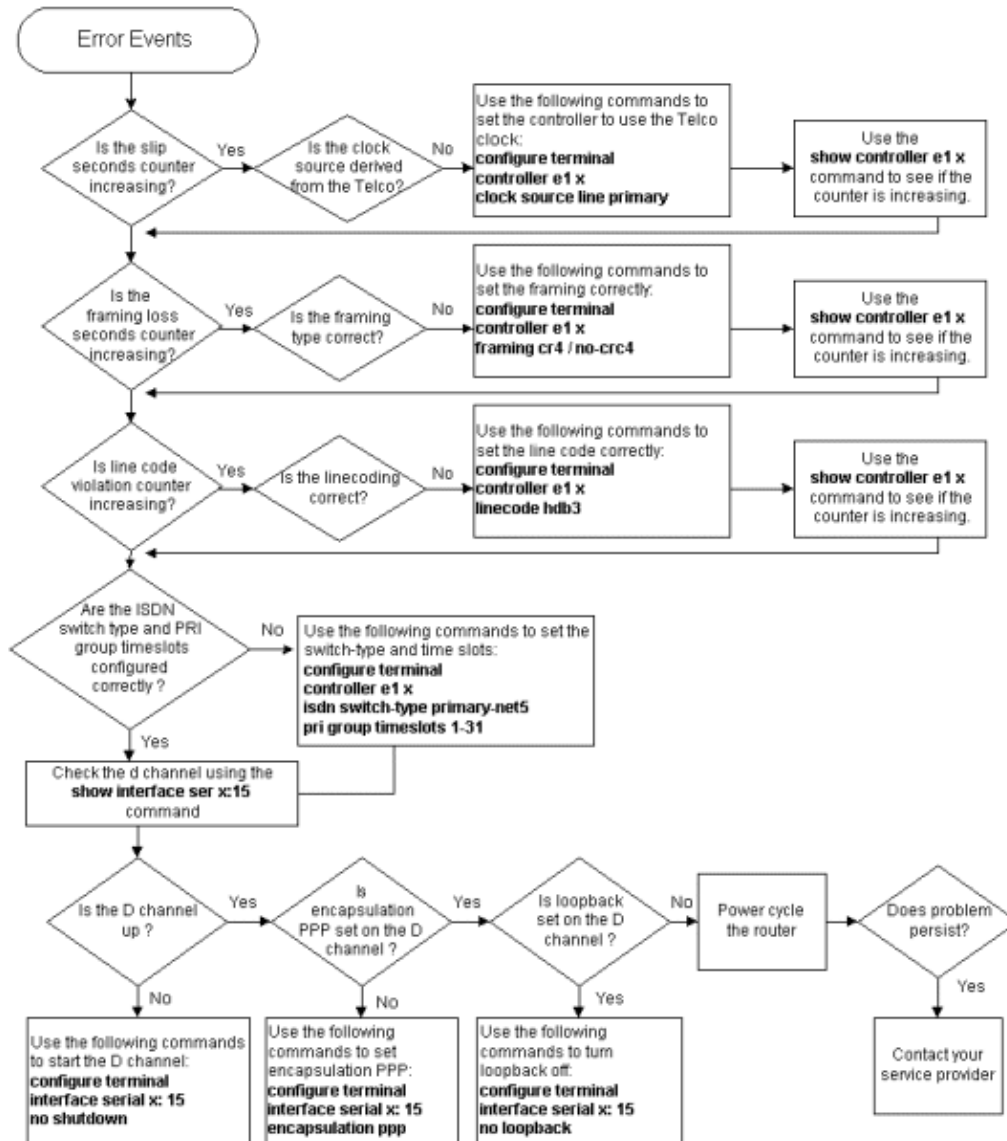 Error Events
Is the slip
seconds counter
increasing?
Yes
Is the clock
source derived
from the Telco?
No
Use the following commands to
set the controller to use the Telco
clock:
configure terminal
controller e1 x
clock source line primary
Use the
show controller e1 x
command to see if the
counter is increasing.
Is the
framing loss
seconds counter
increasing?
Yes
Is the framing
type correct?
No
Use the following commands to
set the framing correctly:
configure terminal
controller e1 x
framing cr4 / no-crc4
Use the
show controller e1 x
command to see if the
counter is increasing.
Is line code
violation counter
increasing?
Yes
Is the linecoding
correct?
No
Use the following commands to
set the line code correctly:
configure terminal
controller e1 x
linecode hdb3
Use the
show controller e1 x
command to see if the
counter is increasing.
Are the ISDN
switch type and PRI
group timeslots
configured
correctly ?
No
Use the following commands to set the
switch-type and time slots:
configure terminal
controller e1 x
isdn switch-type primary-net5
pri group timeslots 1-31
Yes
Check the d channel using the
show interface ser x:15
command
Is the D channel
up ?
Yes
Is
encapsulation
PPP set on the D
channel ?
Yes
Is loopback
set on the D
channel ?
No
Power cycle
the router
Does problem
persist?
No
Use the following commands
to start the D channel:
configure terminal
interface serial x: 15
no shutdown
No
Use the following
commands to set
encapsulation PPP:
configure terminal
interface serial x: 15
encapsulation ppp
Yes
Use the following
commands to turn
loopback off:
configure terminal
interface serial x: 15
no loopback
Yes
Contact your
service provider